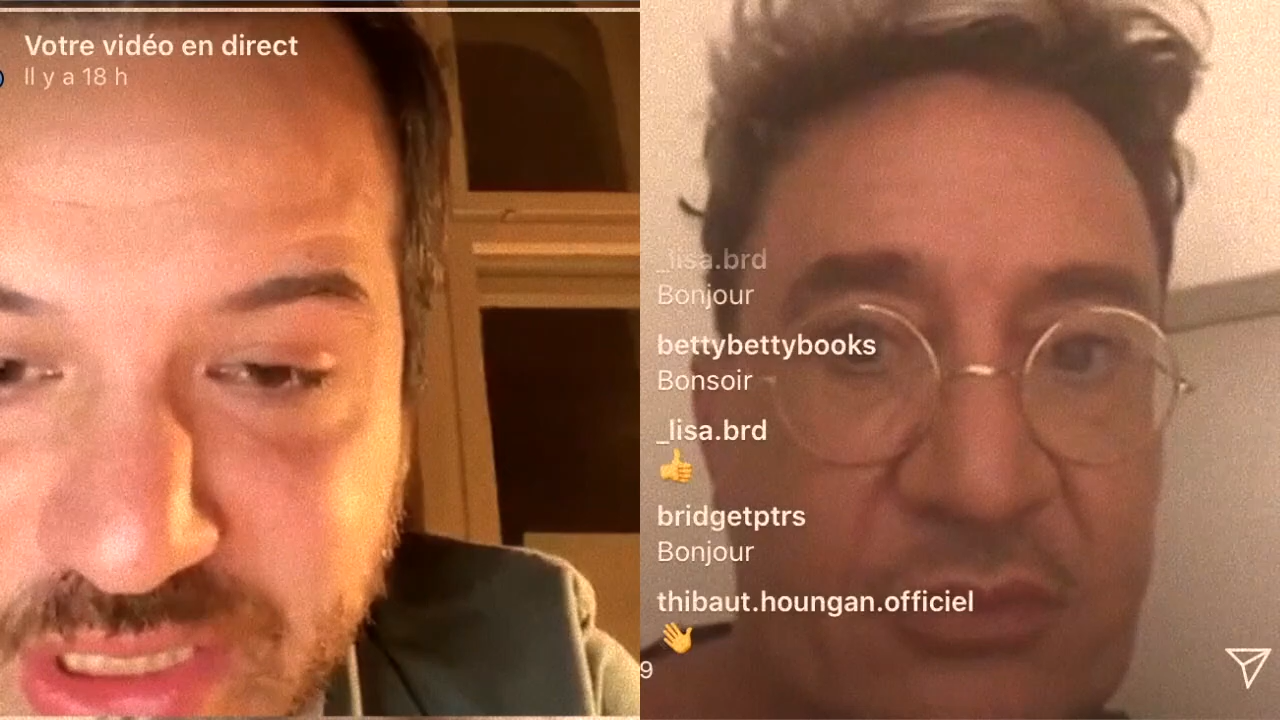 Votre vidéo en direct
Il y a 18 h
_lisa.brd
Bonjour
bettybettybooks
Bonsoir
_lisa.brd
👍
bridgetptrs
Bonjour
thibaut.houngan.officiel
👋
9